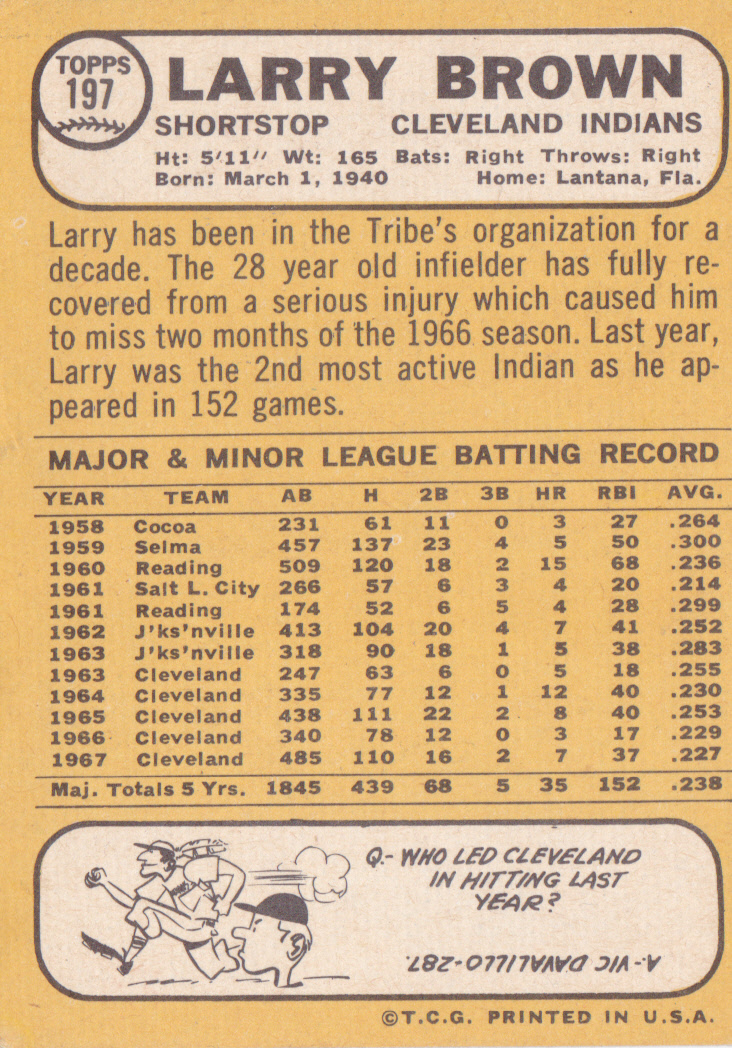 TOPPS
197
LARRY BROWN
SHORTSTOP CLEVELAND INDIANS
Ht: 5'11" Wt: 165 Bats: Right Throws: Right
Born: March 1, 1940 Home: Lantana, Fla.
Larry has been in the Tribe's organization for a
decade. The 28 year old infielder has fully re-
covered from a serious injury which caused him
to miss two months of the 1966 season. Last year,
Larry was the 2nd most active Indian as he ap-
peared in 152 games.
MAJOR & MINOR LEAGUE BATTING RECORD
YEAR TEAM AB H 2B 3B HR RBI AVG.
1958 Cocoa 231 61 11 0 3 27 .264
1959 Selma 457 137 23 4 5 50 .300
1960 Reading 509 120 18 2 15 68 .236
1961 Salt L. City 266 57 6 3 4 20 .214
1961 Reading 174 52 6 5 4 28 .299
1962 J'ks'nville 413 104 20 4 7 41 .252
1963 J'ks'nville 318 90 18 1 5 38 .283
1963 Cleveland 247 63 6 0 5 18 .255
1964 Cleveland 335 77 12 1 12 40 .230
1965 Cleveland 438 111 22 2 8 40 .253
1966 Cleveland 340 78 12 0 3 17 .229
1967 Cleveland 485 110 16 2 7 37 .227
Maj. Totals 5 Yrs. 1845 439 68 5 35 152 .238
Q.- WHO LED CLEVELAND
IN HITTING LAST
YEAR?
A.- VIC DAVALILLO-287.
©T.C.G. PRINTED IN U.S.A.